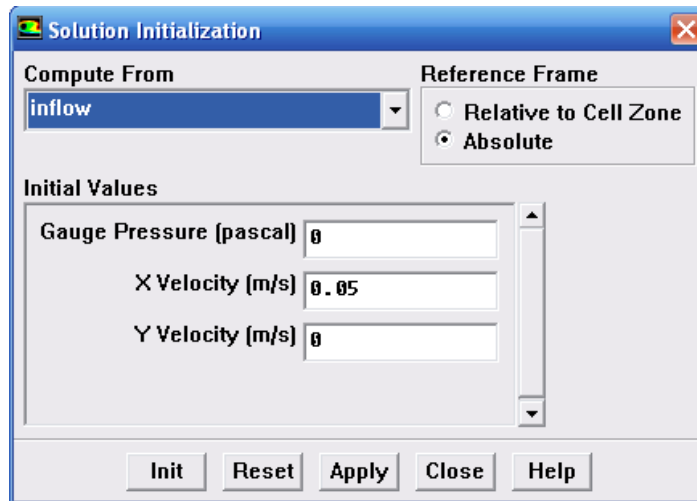 Solution Initialization
Compute From
inflow
Reference Frame
Relative to Cell Zone
Absolute
Initial Values
Gauge Pressure (pascal) 0
X Velocity (m/s) 0.05
Y Velocity (m/s) 0
Init Reset Apply Close Help